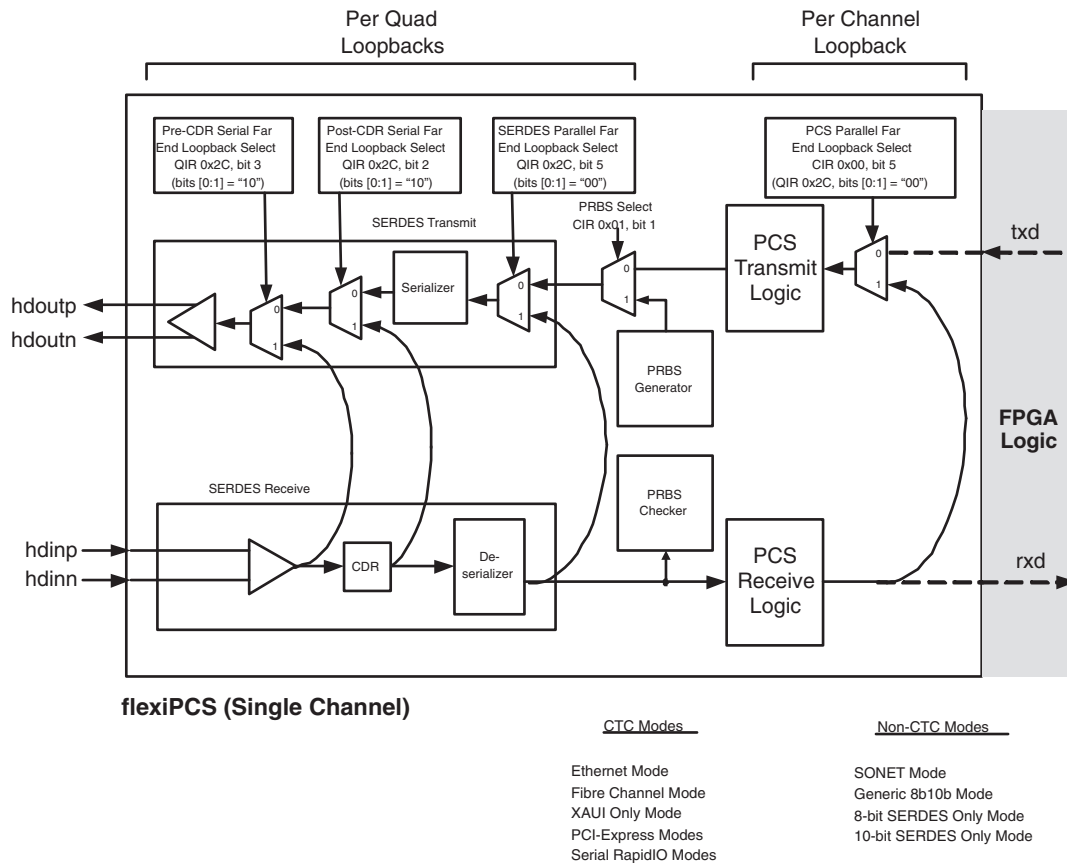 Per Quad
Loopbacks
Per Channel
Loopback
Pre-CDR Serial Far
End Loopback Select
QIR 0x2C, bit 3
(bits [0:1] = “10”)
Post-CDR Serial Far
End Loopback Select
QIR 0x2C, bit 2
(bits [0:1] = “10”)
SERDES Parallel Far
End Loopback Select
QIR 0x2C, bit 5
(bits [0:1] = “00”)
PCS Parallel Far
End Loopback Select
CIR 0x00, bit 5
(QIR 0x2C, bits [0:1] = “00”)
PRBS Select
CIR 0x01, bit 1
SERDES Transmit
txd
hdoutp
hdoutn
0
1
0
1
Serializer
0
1
0
1
PCS
Transmit
Logic
0
1
PRBS
Generator
FPGA
Logic
SERDES Receive
PRBS
Checker
hdinp
hdinn
CDR
De-
serializer
PCS
Receive
Logic
rxd
flexiPCS (Single Channel)
CTC Modes
Ethernet Mode
Fibre Channel Mode
XAUI Only Mode
PCI-Express Modes
Serial RapidIO Modes
Non-CTC Modes
SONET Mode
Generic 8b10b Mode
8-bit SERDES Only Mode
10-bit SERDES Only Mode